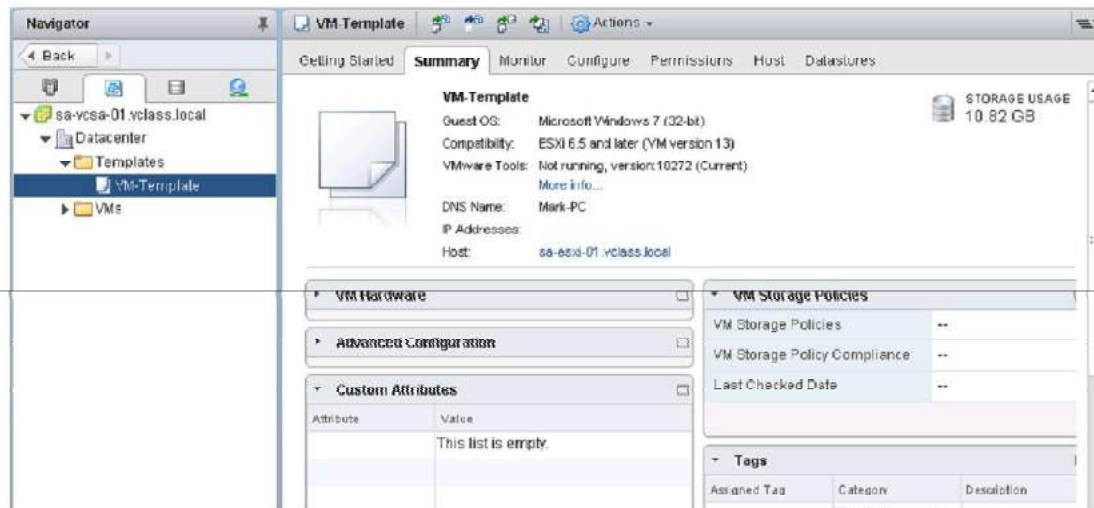 Navigator
Back
sa-vcsa-01.vclass.local
Datacenter
Templates
VM-Template
VMs
VM-Template
Actions
Getting Started Summary Monitor Configure Permissions Host Datastores
VM-Template
Guest OS: Microsoft Windows 7 (32-bit)
Compatibility: ESXi 6.5 and later (VM version 13)
VMware Tools: Not running, version:10272 (Current)
More info...
DNS Name: Mark-PC
IP Addresses:
Host: sa-esxi-01.vclass.local
STORAGE USAGE
10.82 GB
VM Hardware
Advanced Configuration
Custom Attributes
Attribute Value
This list is empty.
VM Storage Policies
VM Storage Policies --
VM Storage Policy Compliance --
Last Checked Date --
Tags
Assigned Tag Category Description